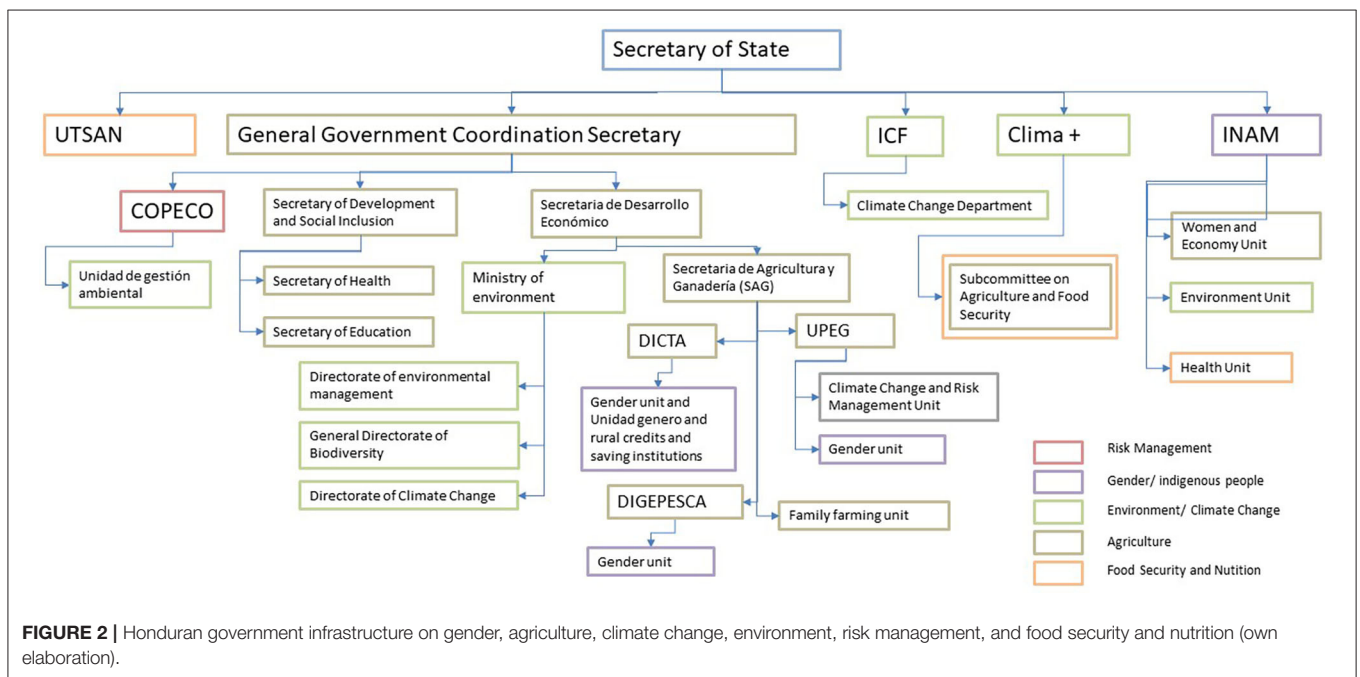 Secretary of State
UTSAN
General Government Coordination Secretary
ICF
Clima +
INAM
COPECO
Secretary of Development
and Social Inclusion
Secretaria de Desarrollo
Económico
Climate Change Department
Women and
Economy Unit
Unidad de gestión
ambiental
Secretary of Health
Ministry of
environment
Secretaria de Agricultura y
Ganadería (SAG)
Subcommittee on
Agriculture and Food
Security
Environment Unit
Secretary of Education
DICTA
UPEG
Health Unit
Directorate of environmental
management
Gender unit and
Unidad genero and
rural credits and
saving institutions
Climate Change and Risk
Management Unit
General Directorate of
Biodiversity
Gender unit
Directorate of Climate Change
DIGEPESCA
Family farming unit
Gender unit
Risk Management
Gender/ indigenous people
Environment/ Climate Change
Agriculture
Food Security and Nutition
FIGURE 2 | Honduran government infrastructure on gender, agriculture, climate change, environment, risk management, and food security and nutrition (own
elaboration).